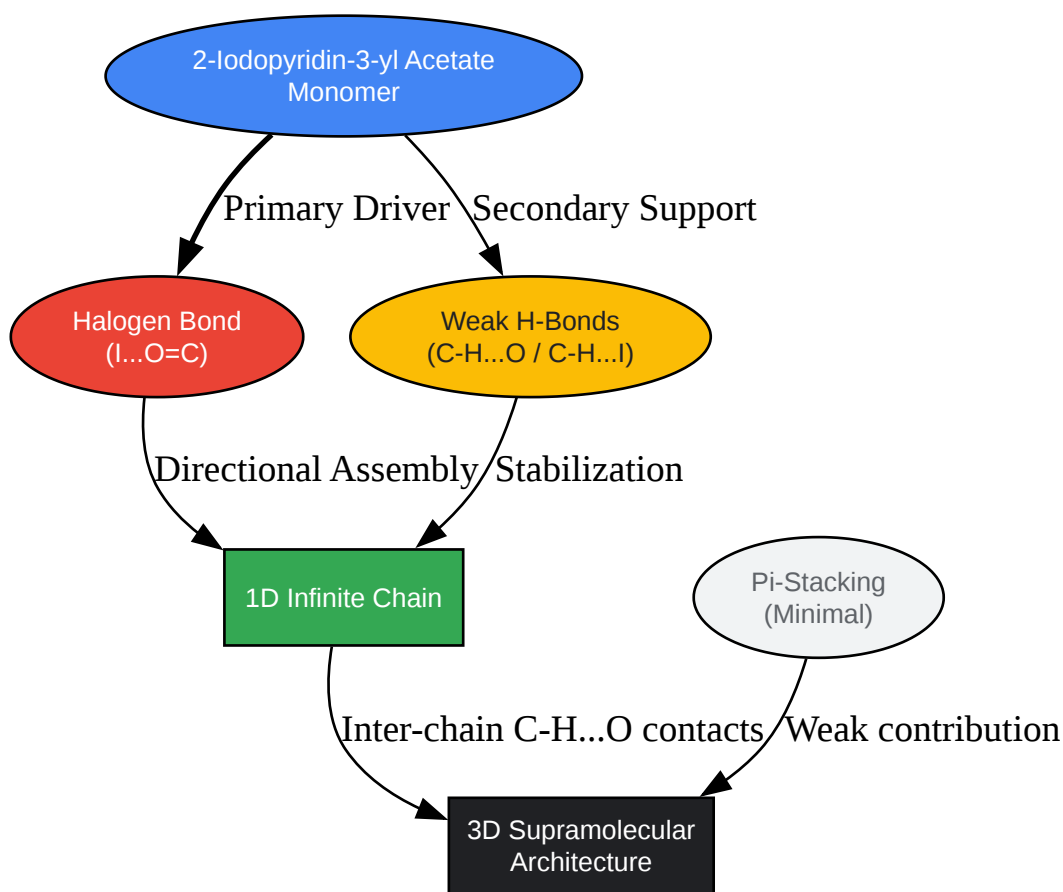 2-Iodopyridin-3-yl Acetate
Monomer
Primary Driver
Secondary Support
Halogen Bond
(I...O=C)
Weak H-Bonds
(C-H...O / C-H...I)
Directional Assembly
Stabilization
1D Infinite Chain
Pi-Stacking
(Minimal)
Inter-chain C-H...O contacts
Weak contribution
3D Supramolecular
Architecture